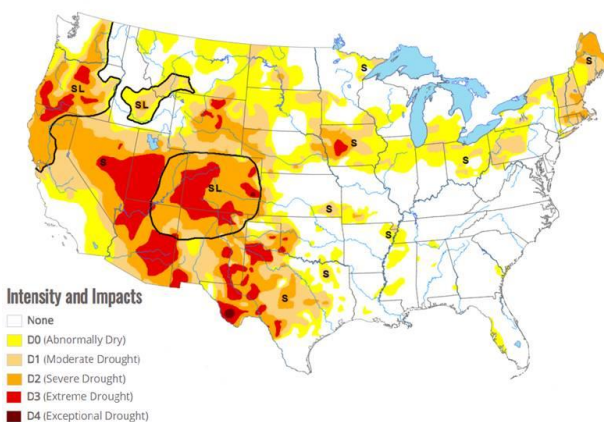 S
S
SL
SL
S
S
S
SL
S
S
S
S
Intensity and Impacts
None
D0 (Abnormally Dry)
D1 (Moderate Drought)
D2 (Severe Drought)
D3 (Extreme Drought)
D4 (Exceptional Drought)